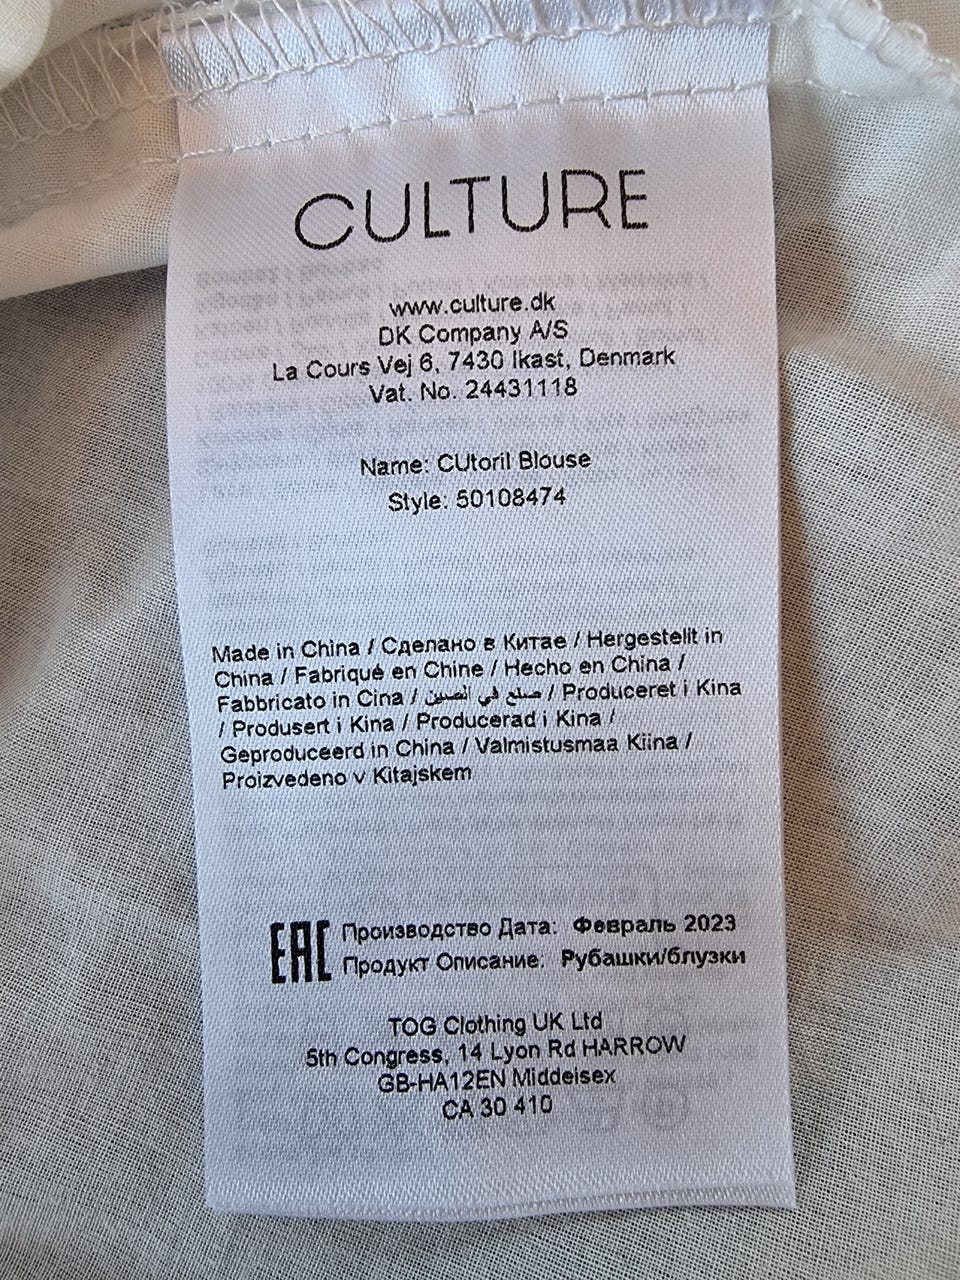 CULTURE
www.culture.dk
DK Company A/S
La Cours Vej 6, 7430 Ikast, Denmark
Vat. No. 24431118
Name: CUtoril Blouse
Style: 50108474
Made in China / Сделано в Китае / Hergestellt in
China / Fabriqué en Chine / Hecho en China /
Fabbricato in Cina / صنع في الصين / Produceret i Kina
/ Produsert i Kina / Producerad i Kina /
Geproduceerd in China / Valmistusmaa Kiina /
Proizvedeno v Kitajskem
EAC Производство Дата: Февраль 2023
Продукт Описание: Рубашки/блузки
TOG Clothing UK Ltd
5th Congress, 14 Lyon Rd HARROW
GB-HA12EN Middelsex
CA 30 410